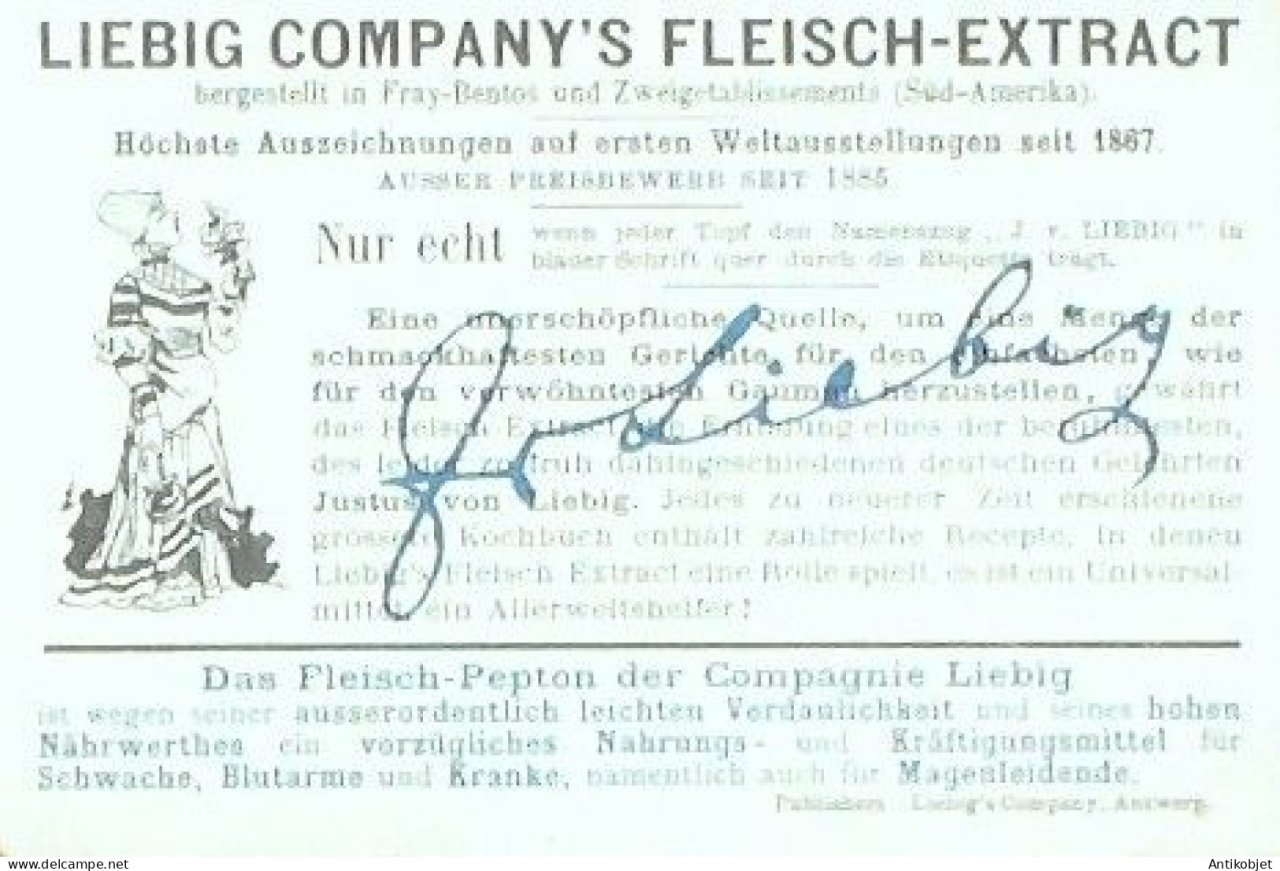 LIEBIG COMPANY'S FLEISCH-EXTRACT
hergestellt in Fray-Bentos und Zweigetablissements (Süd-Amerika).
Höchste Auszeichnungen auf ersten Weltausstellungen seit 1867.
AUSSER PREISBEWERB SEIT 1885
Nur echt
wenn jeder Topf den Namenszug „J. v. LIEBIG" in
blauer Schrift quer durch die Etiquette trägt.
Eine unerschöpfliche Quelle, um eine Menge der
schmackhaftesten Gerichte für den einfachsten, wie
für den verwöhntesten Gaumen herzustellen, gewährt
das Fleisch Extract, die Erfindung eines der berühmtesten,
des leider zu früh dahingeschiedenen deutschen Gelehrten
Justus von Liebig. Jedes zu neuerer Zeit erschienene
grössere Kochbuch enthält zahlreiche Recepte, in denen
Liebig's Fleisch Extract eine Rolle spielt, es ist ein Universal-
mittel, ein Allerweltshelfer!
J v Liebig
Das Fleisch-Pepton der Compagnie Liebig
ist wegen seiner ausserordentlich leichten Verdaulichkeit und seines hohen
Nährwerthes ein vorzügliches Nahrungs- und Kräftigungsmittel für
Schwache, Blutarme und Kranke, namentlich auch für Magenleidende.
Publishers: Liebig's Company, Antwerp.
Antikobjet
delcampe.net